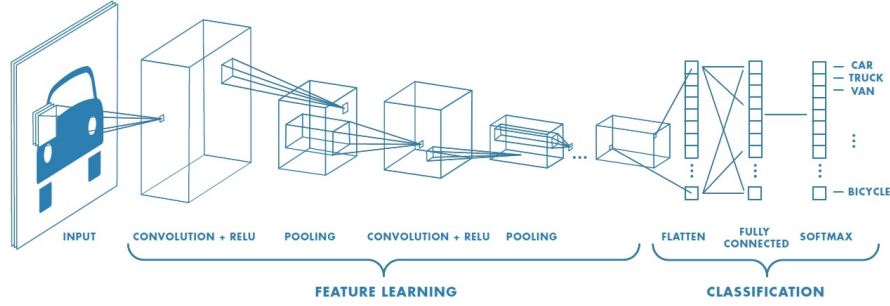 CAR
TRUCK
VAN
BICYCLE
INPUT
CONVOLUTION + RELU
POOLING
CONVOLUTION + RELU
POOLING
FLATTEN
FULLY
CONNECTED
SOFTMAX
FEATURE LEARNING
CLASSIFICATION